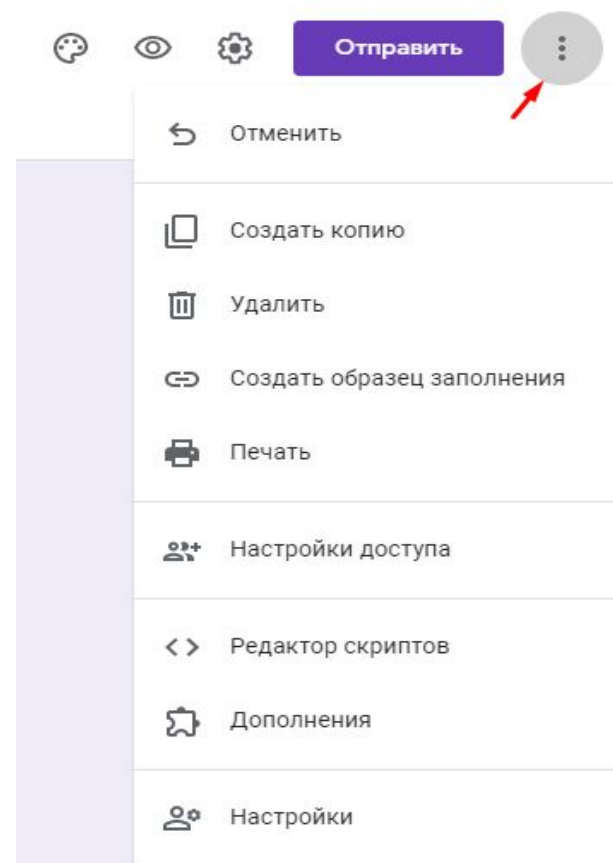 Отправить
Отменить
Создать копию
Удалить
Создать образец заполнения
Печать
Настройки доступа
Редактор скриптов
Дополнения
Настройки